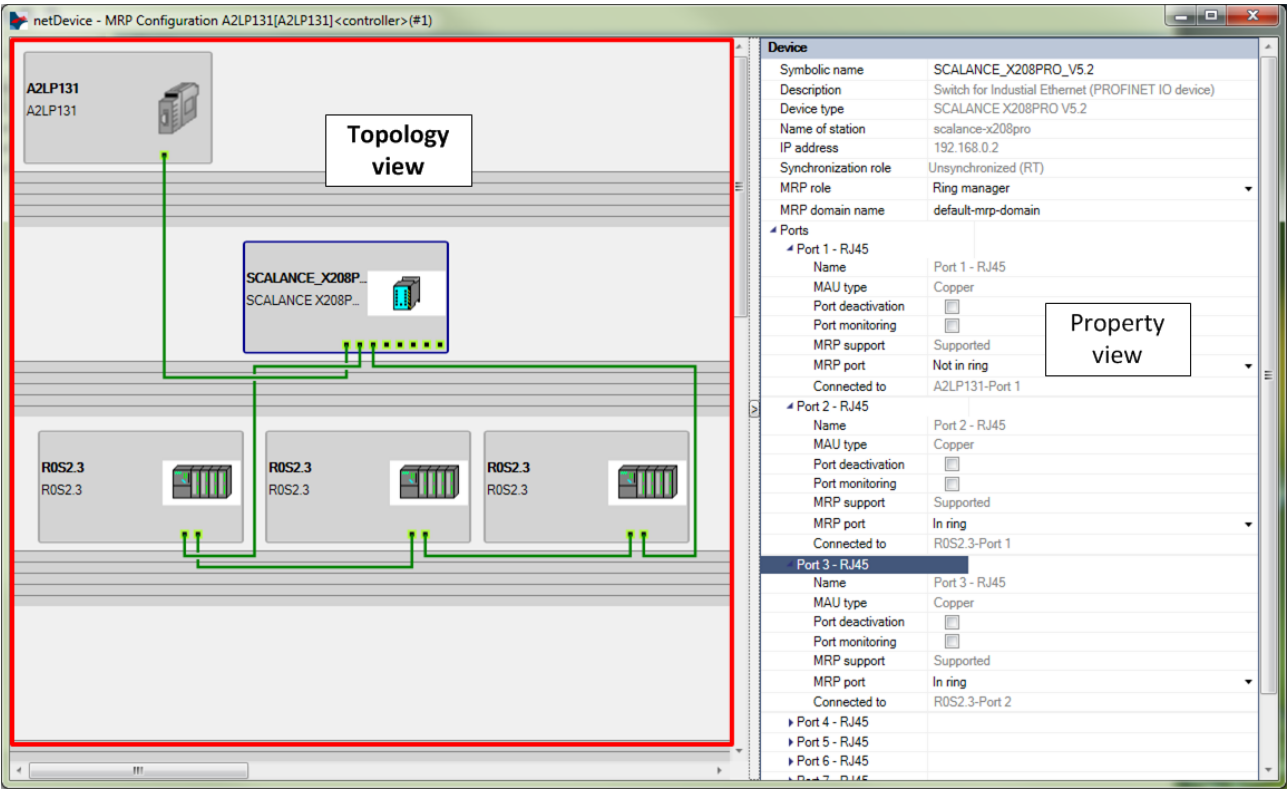 netDevice - MRP Configuration A2LP131[A2LP131]<controller>(#1)
A2LP131
A2LP131
Topology
view
SCALANCE_X208P...
SCALANCE X208P...
R0S2.3
R0S2.3
R0S2.3
R0S2.3
R0S2.3
R0S2.3
Device
Symbolic name SCALANCE_X208PRO_V5.2
Description Switch for Industial Ethernet (PROFINET IO device)
Device type SCALANCE X208PRO V5.2
Name of station scalance-x208pro
IP address 192.168.0.2
Synchronization role Unsynchronized (RT)
MRP role Ring manager
MRP domain name default-mrp-domain
Ports
Port 1 - RJ45
Name Port 1 - RJ45
MAU type Copper
Port deactivation
Port monitoring
MRP support Supported
MRP port Not in ring
Connected to A2LP131-Port 1
Property
view
Port 2 - RJ45
Name Port 2 - RJ45
MAU type Copper
Port deactivation
Port monitoring
MRP support Supported
MRP port In ring
Connected to R0S2.3-Port 1
Port 3 - RJ45
Name Port 3 - RJ45
MAU type Copper
Port deactivation
Port monitoring
MRP support Supported
MRP port In ring
Connected to R0S2.3-Port 2
Port 4 - RJ45
Port 5 - RJ45
Port 6 - RJ45
Port 7 - RJ45